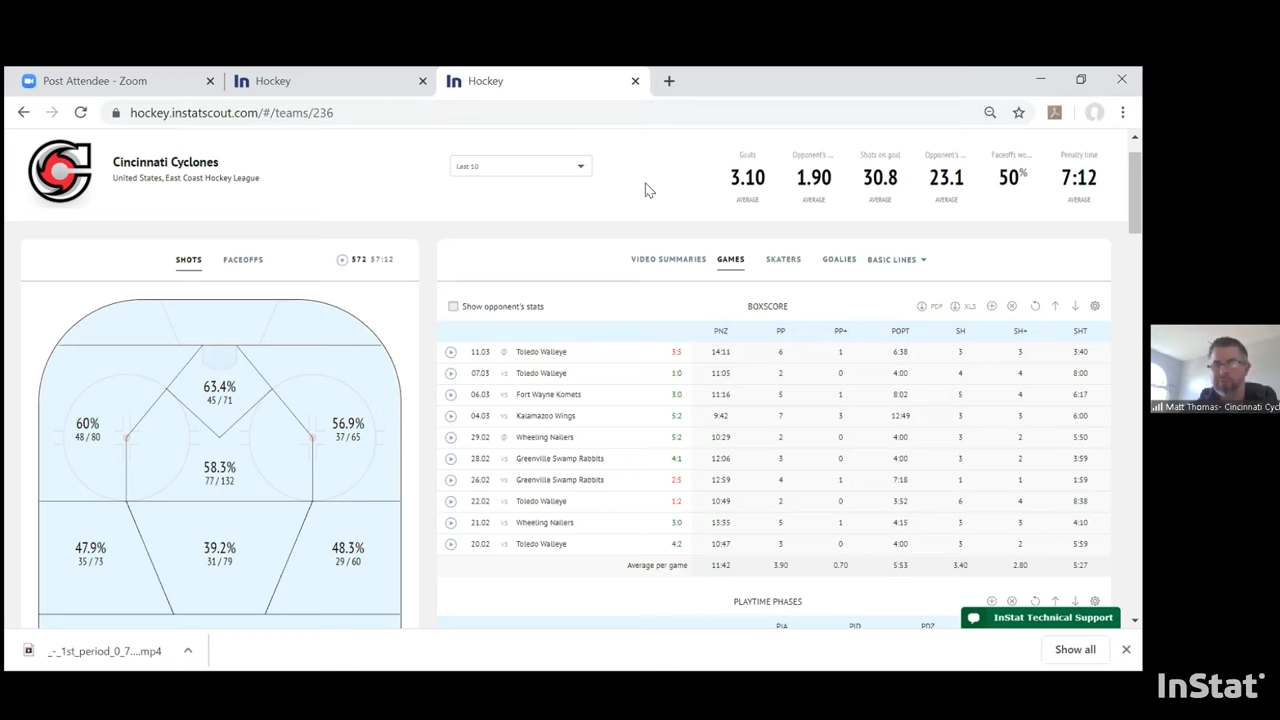 Post Attendee - Zoom
In Hockey
In Hockey
hockey.instatscout.com/#/teams/236
Cincinnati Cyclones
United States, East Coast Hockey League
Last 10
Goals Opponent's ... Shots on goal Opponent's ... Faceoffs wo... Penalty time
3.10 1.90 30.8 23.1 50% 7:12
AVERAGE AVERAGE AVERAGE AVERAGE AVERAGE AVERAGE
SHOTS FACEOFFS 572 57:12
63.4%
45 / 71
60%
48 / 80
56.9%
37 / 65
58.3%
77 / 132
47.9%
35 / 73
39.2%
31 / 79
48.3%
29 / 60
VIDEO SUMMARIES GAMES SKATERS GOALIES BASIC LINES
Show opponent's stats BOXSCORE PDF XLS
PNZ PP PP+ POPT SH SH+ SHT
11.03 @ Toledo Walleye 3:5 14:11 6 1 6:38 3 3 3:40
07.03 vs Toledo Walleye 1:0 11:05 2 0 4:00 4 4 8:00
06.03 vs Fort Wayne Komets 3:0 11:16 5 1 8:02 5 4 6:17
04.03 vs Kalamazoo Wings 5:2 9:42 7 3 12:49 3 3 6:00
29.02 @ Wheeling Nailers 5:2 10:29 2 0 4:00 3 2 5:50
28.02 vs Greenville Swamp Rabbits 4:1 12:06 3 0 4:00 3 2 3:59
26.02 vs Greenville Swamp Rabbits 2:5 12:59 4 1 7:18 1 1 1:59
22.02 vs Toledo Walleye 1:2 10:49 2 0 3:52 6 4 8:38
21.02 vs Wheeling Nailers 3:0 13:35 5 1 4:15 3 3 4:10
20.02 vs Toledo Walleye 4:2 10:47 3 0 4:00 3 2 5:59
Average per game 11:42 3.90 0.70 5:53 3.40 2.80 5:27
PLAYTIME PHASES
PIA PID PDZ
InStat Technical Support
_-_1st_period_0_7....mp4
Show all
Matt Thomas- Cincinnati Cycl
InStat